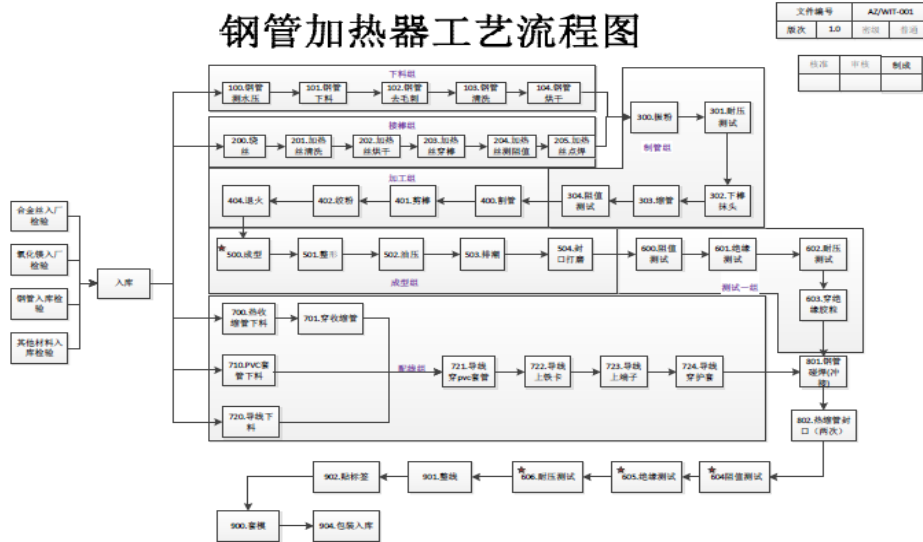 钢管加热器工艺流程图
文件编号 AZ/WIT-001
版次 1.0 密级 普通
核准 审核 制成
下料组
100.钢管
测水压
101.钢管
下料
102.钢管
去毛刺
103.钢管
清洗
104.钢管
烘干
接棒组
200.绕
丝
201.加热
丝清洗
202.加热
丝烘干
203.加热
丝穿棒
204.加热
丝测阻值
205.加热
丝点焊
300.振粉
301.耐压
测试
制管组
302.下棒
抹头
303.缩管
304.阻值
测试
加工组
400.割管
401.剪棒
402.绞粉
404.退火
合金丝入厂
检验
氧化镁入厂
检验
钢管入库检
验
其他材料入
库检验
入库
500.成型
501.整形
502.油压
503.排潮
504.封
口打磨
成型组
600.阻值
测试
601.绝缘
测试
602.耐压
测试
测试一组
603.穿绝
缘胶粒
700.热收
缩管下料
701.穿收缩管
710.PVC套
管下料
720.导线下
料
配线组
721.导线
穿pvc套管
722.导线
上铁卡
723.导线
上端子
724.导线
穿护套
801.钢管
碰焊(冲
接)
802.热缩管封
口（两次）
604阻值测试
605.绝缘测试
606.耐压测试
901.整线
902.贴标签
900.套模
904.包装入库